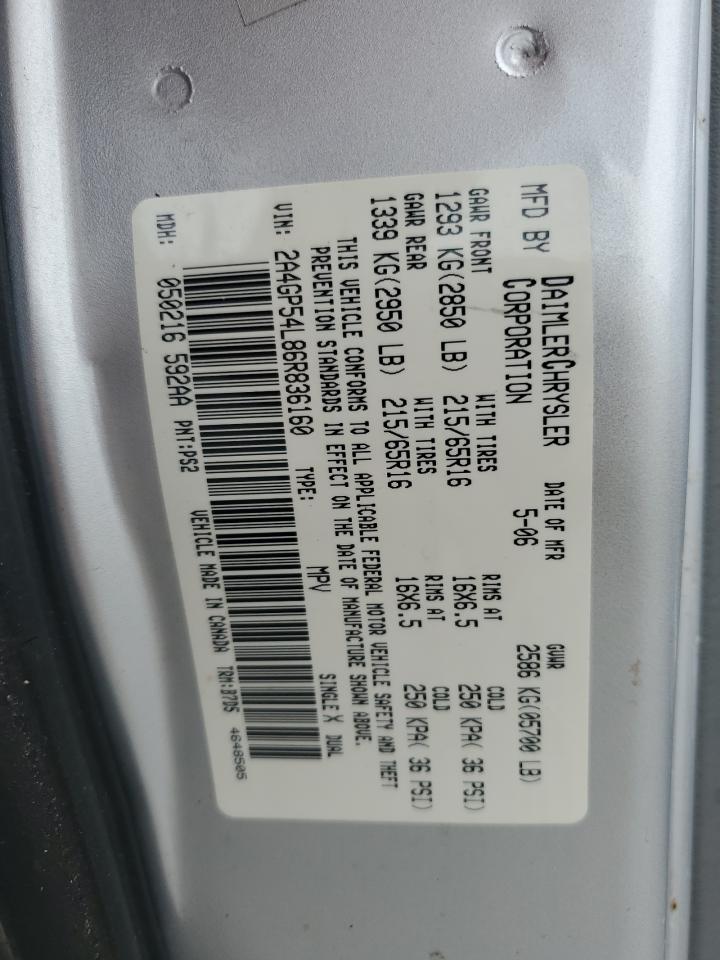 MFD BY DAIMLERCHRYSLER CORPORATION DATE OF MFR 5-06 GVWR 2586 KG(05700 LB)
GAWR FRONT WITH TIRES RIMS AT COLD
1293 KG(2850 LB) 215/65R16 16X6.5 250 KPA( 36 PSI)
GAWR REAR WITH TIRES RIMS AT COLD
1339 KG(2950 LB) 215/65R16 16X6.5 250 KPA( 36 PSI)
THIS VEHICLE CONFORMS TO ALL APPLICABLE FEDERAL MOTOR VEHICLE SAFETY AND THEFT
PREVENTION STANDARDS IN EFFECT ON THE DATE OF MANUFACTURE SHOWN ABOVE.
VIN: 2A4GP54L86R836160 TYPE: MPV SINGLE X DUAL
MDH: 050216 592AA PNT:PS2 VEHICLE MADE IN CANADA TRM:B7D5 4648505